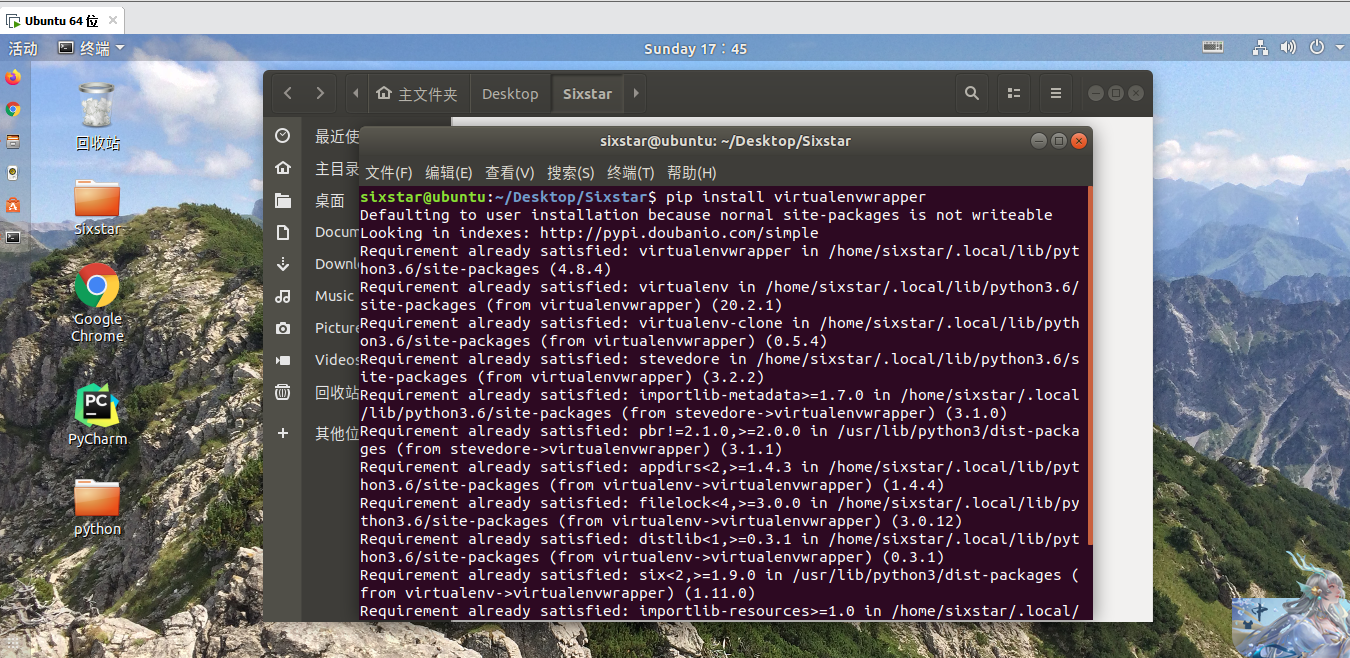 Ubuntu 64 位
活动
终端
Sunday 17：45
主文件夹
Desktop
Sixstar
回收站
Sixstar
Google
Chrome
PyCharm
python
最近使
主目录
桌面
Docum
Downl
Music
Picture
Videos
回收站
其他位
sixstar@ubuntu: ~/Desktop/Sixstar
文件(F) 编辑(E) 查看(V) 搜索(S) 终端(T) 帮助(H)
sixstar@ubuntu:~/Desktop/Sixstar$ pip install virtualenvwrapper
Defaulting to user installation because normal site-packages is not writeable
Looking in indexes: http://pypi.doubanio.com/simple
Requirement already satisfied: virtualenvwrapper in /home/sixstar/.local/lib/pyt
hon3.6/site-packages (4.8.4)
Requirement already satisfied: virtualenv in /home/sixstar/.local/lib/python3.6/
site-packages (from virtualenvwrapper) (20.2.1)
Requirement already satisfied: virtualenv-clone in /home/sixstar/.local/lib/pyth
on3.6/site-packages (from virtualenvwrapper) (0.5.4)
Requirement already satisfied: stevedore in /home/sixstar/.local/lib/python3.6/s
ite-packages (from virtualenvwrapper) (3.2.2)
Requirement already satisfied: importlib-metadata>=1.7.0 in /home/sixstar/.local
/lib/python3.6/site-packages (from stevedore->virtualenvwrapper) (3.1.0)
Requirement already satisfied: pbr!=2.1.0,>=2.0.0 in /usr/lib/python3/dist-packa
ges (from stevedore->virtualenvwrapper) (3.1.1)
Requirement already satisfied: appdirs<2,>=1.4.3 in /home/sixstar/.local/lib/pyt
hon3.6/site-packages (from virtualenv->virtualenvwrapper) (1.4.4)
Requirement already satisfied: filelock<4,>=3.0.0 in /home/sixstar/.local/lib/py
thon3.6/site-packages (from virtualenv->virtualenvwrapper) (3.0.12)
Requirement already satisfied: distlib<1,>=0.3.1 in /home/sixstar/.local/lib/pyt
hon3.6/site-packages (from virtualenv->virtualenvwrapper) (0.3.1)
Requirement already satisfied: six<2,>=1.9.0 in /usr/lib/python3/dist-packages (
from virtualenv->virtualenvwrapper) (1.11.0)
Requirement already satisfied: importlib-resources>=1.0 in /home/sixstar/.local/